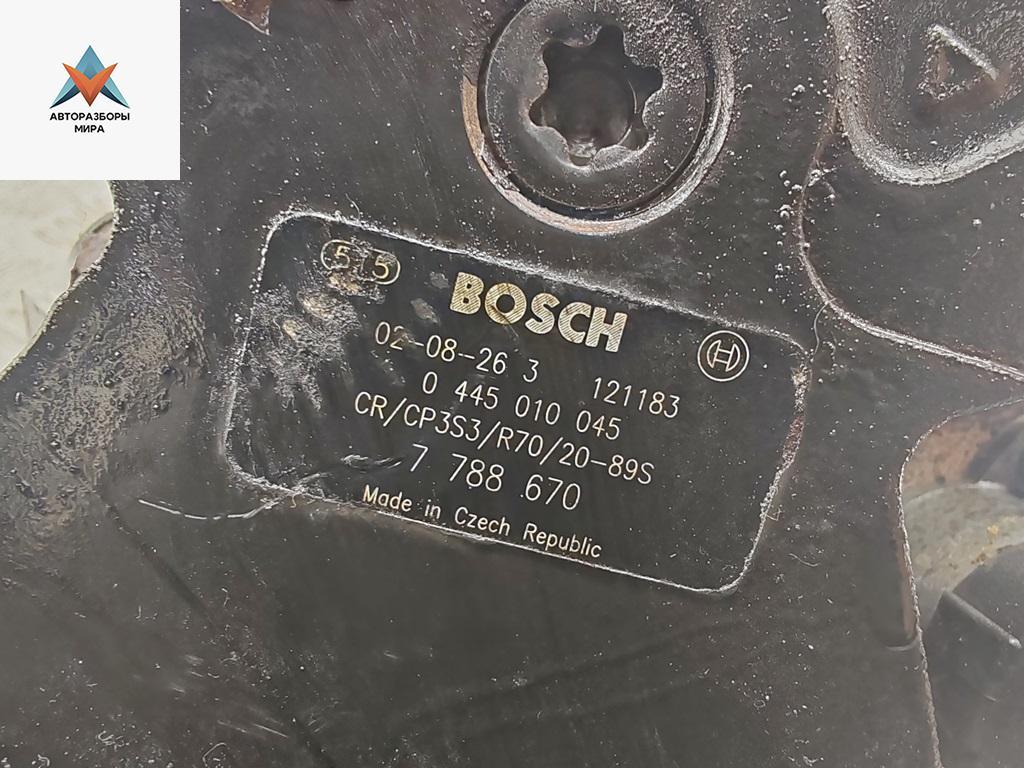 АВТОРАЗБОРЫ
МИРА
BOSCH
02-08-26 3 121183
0 445 010 045
CR/CP3S3/R70/20-89S
7 788 670
Made in Czech Republic